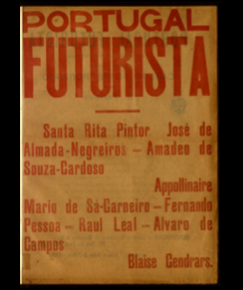 PORTUGAL
FUTURISTA
Santa Rita Pintor José de
Almada-Negreiros — Amadeo de
Souza-Cardoso
Appollinaire
Mario de Sá-Carneiro — Fernando
Pessoa — Raul Leal — Alvaro de
Campos
Blaise Cendrars.